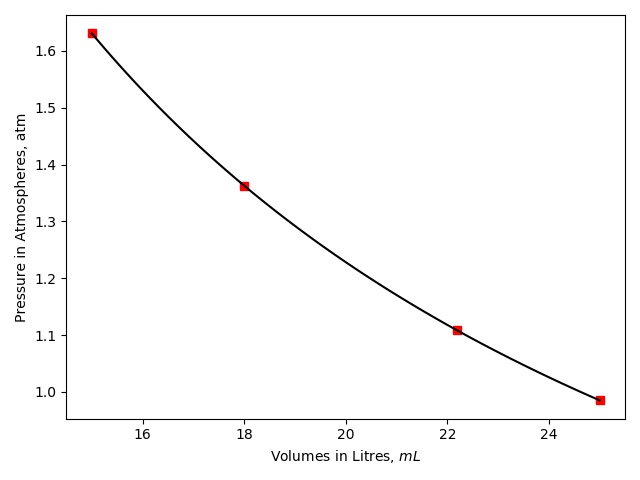 1.6
1.5
1.4
1.3
1.2
1.1
1.0
Pressure in Atmospheres, atm
16 18 20 22 24
Volumes in Litres, mL